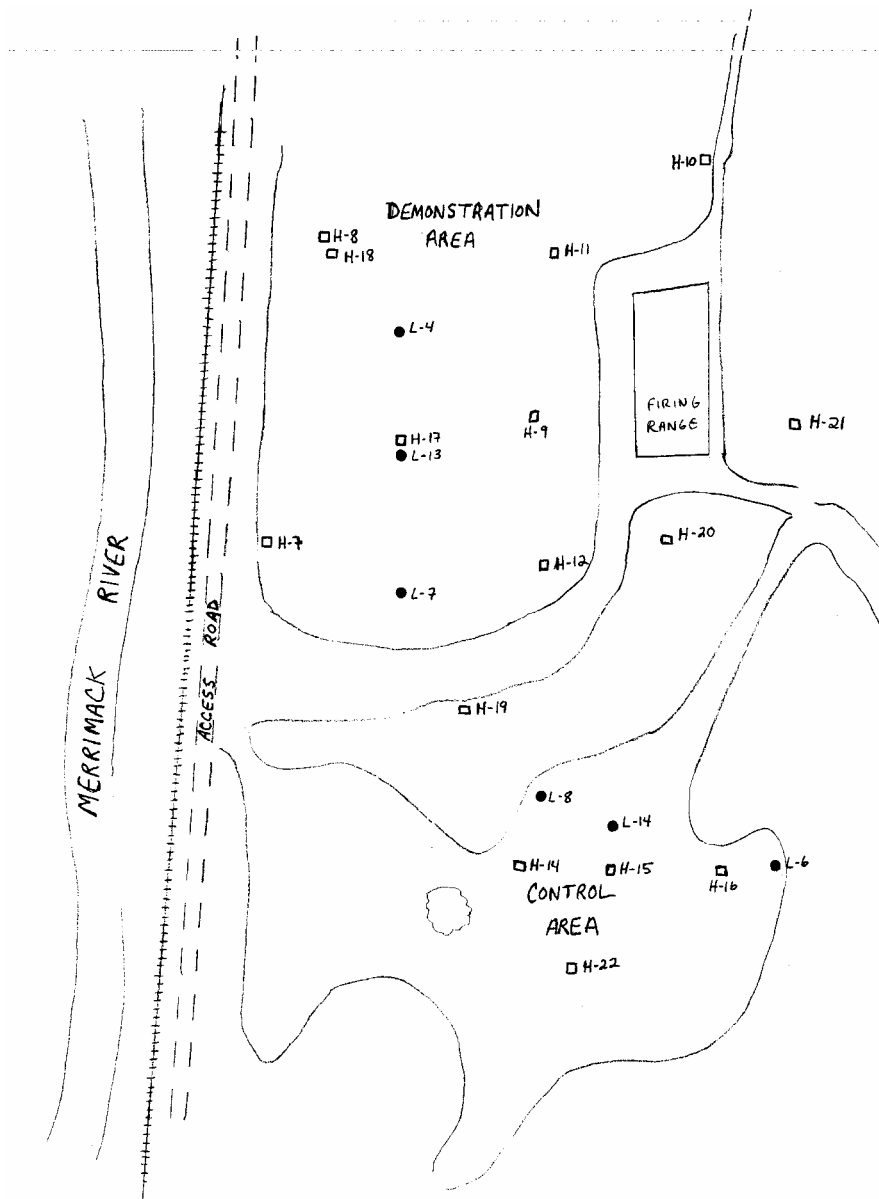 H-10
DEMONSTRATION
AREA
H-8
H-18
H-11
L-4
FIRING
RANGE
H-9
H-21
H-17
L-13
H-7
H-20
H-12
L-7
MERRIMACK RIVER
ACCESS ROAD
H-19
L-8
L-14
H-14
H-15
H-16
L-6
CONTROL
AREA
H-22